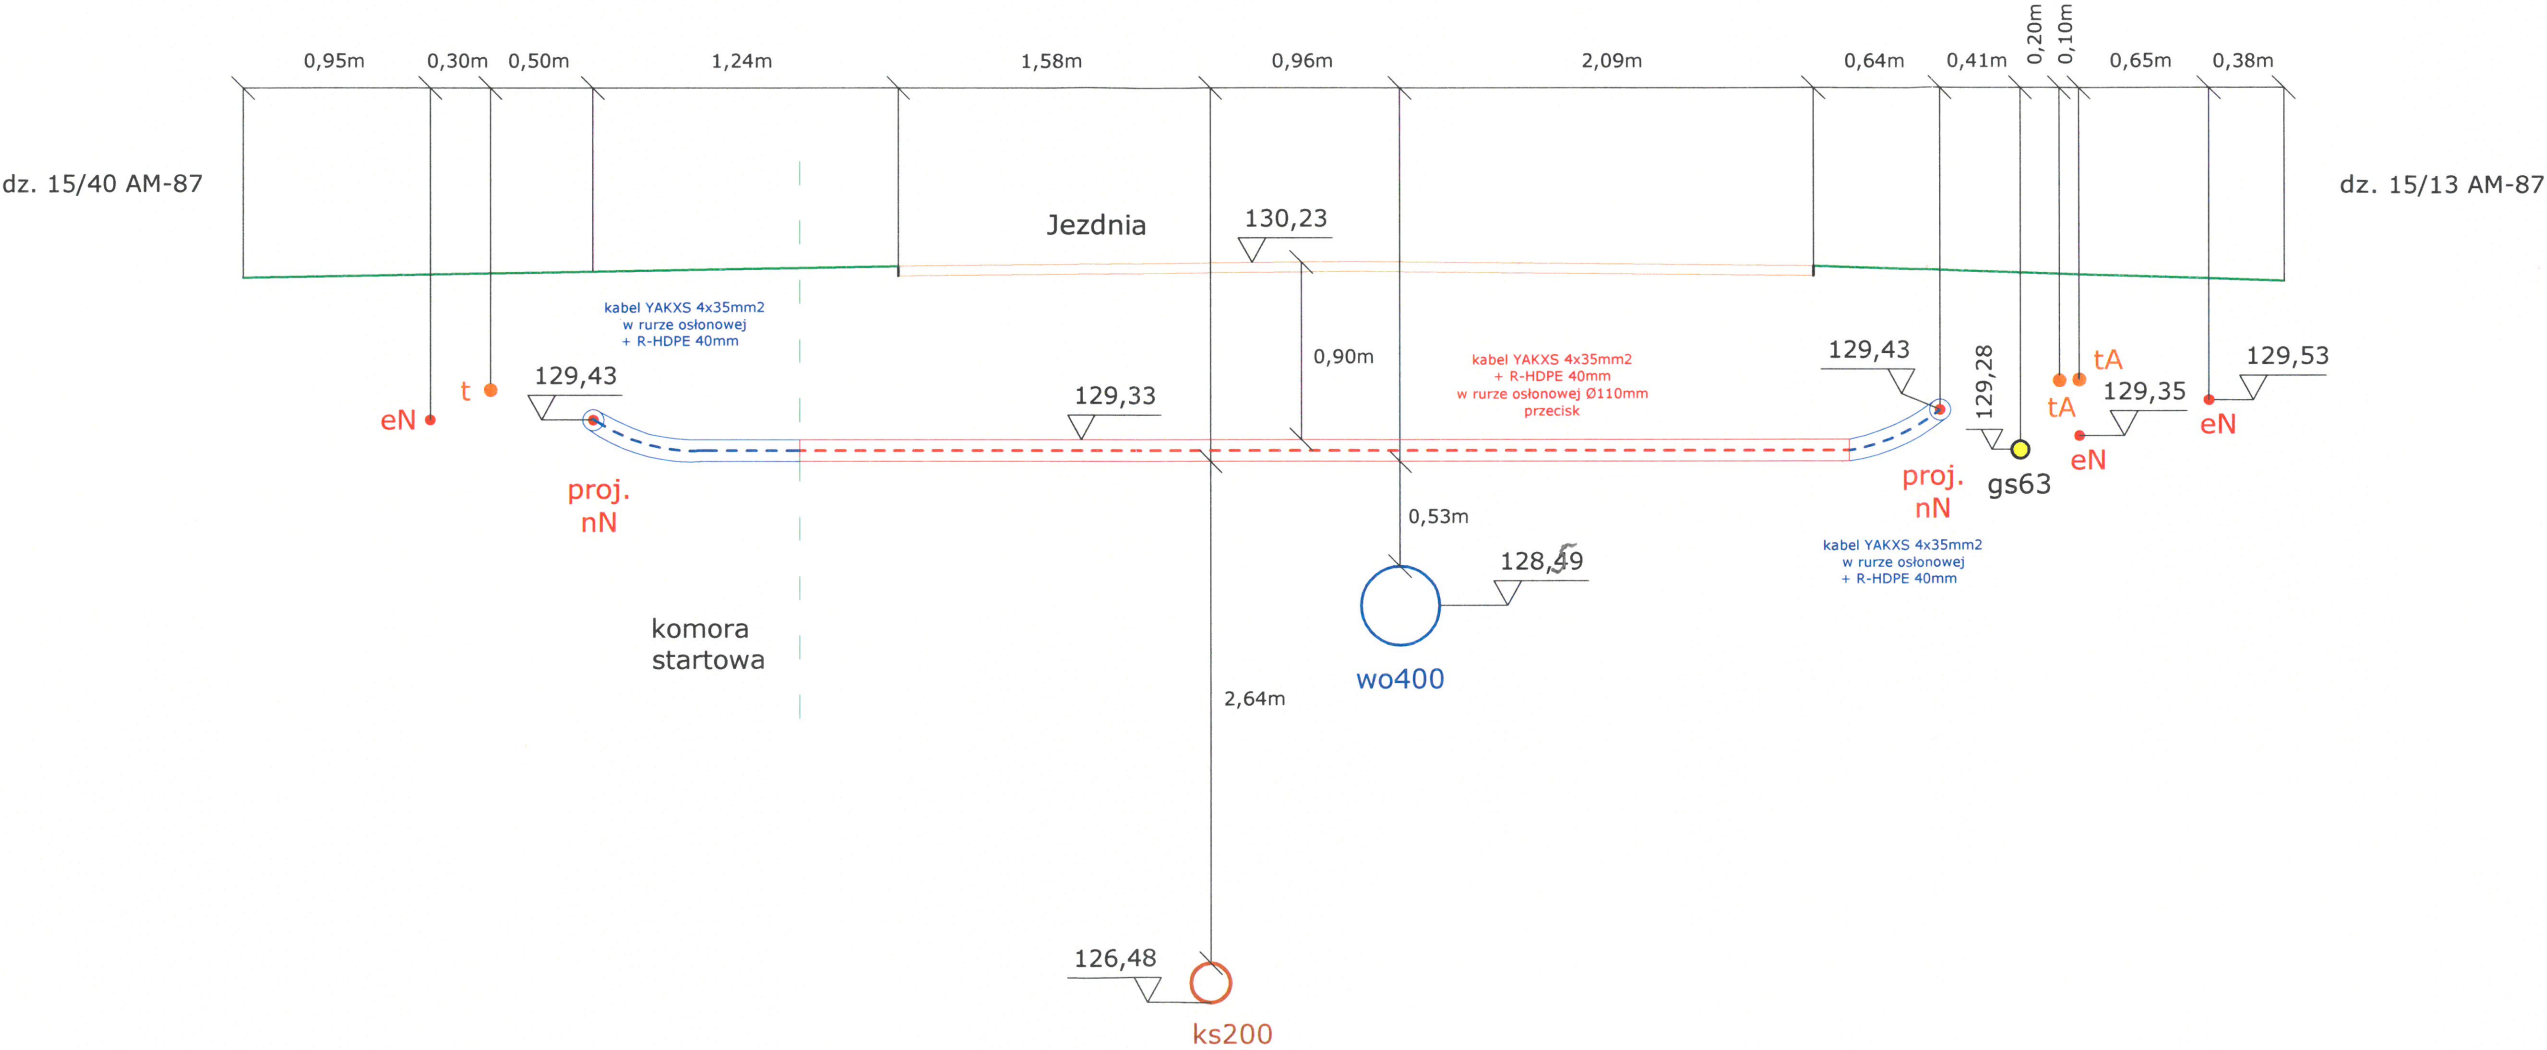 0,95m 0,30m 0,50m 1,24m 1,58m 0,96m 2,09m 0,64m 0,41m 0,20m 0,10m 0,65m 0,38m
dz. 15/40 AM-87
dz. 15/13 AM-87
Jezdnia
130,23
kabel YAKXS 4x35mm2
w rurze osłonowej
+ R-HDPE 40mm
129,43
t
eN
proj.
nN
129,33
0,90m
kabel YAKXS 4x35mm2
+ R-HDPE 40mm
w rurze osłonowej Ø110mm
przecisk
129,43
129,28
tA
tA
129,35
129,53
eN
eN
proj.
nN
gs63
kabel YAKXS 4x35mm2
w rurze osłonowej
+ R-HDPE 40mm
0,53m
128,59
wo400
komora
startowa
2,64m
126,48
ks200